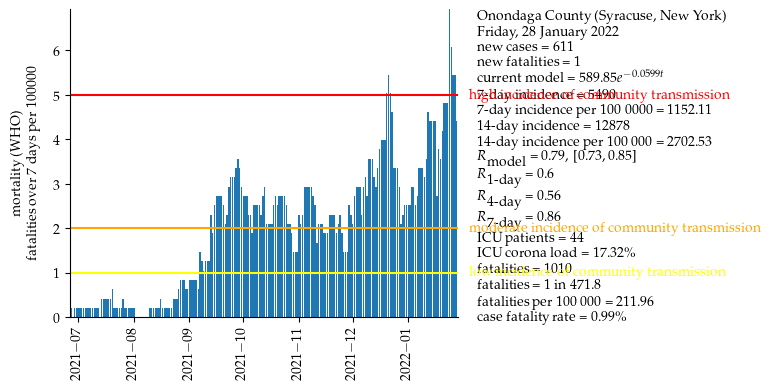 Onondaga County (Syracuse, New York)
Friday, 28 January 2022
new cases = 611
new fatalities = 1
current model = 589.85e^{−0.0599t}
7-day incidence = 5490
high incidence of community transmission
7-day incidence per 100 0000 = 1152.11
14-day incidence = 12878
14-day incidence per 100 000 = 2702.53
R_model = 0.79, [0.73, 0.85]
R_1-day = 0.6
R_4-day = 0.56
R_7-day = 0.86
moderate incidence of community transmission
ICU patients = 44
ICU corona load = 17.32%
fatalities = 1010
low incidence of community transmission
fatalities = 1 in 471.8
fatalities per 100 000 = 211.96
case fatality rate = 0.99%
mortality (WHO)
fatalities over 7 days per 100000
6
5
4
3
2
1
0
2021−07
2021−08
2021−09
2021−10
2021−11
2021−12
2022−01